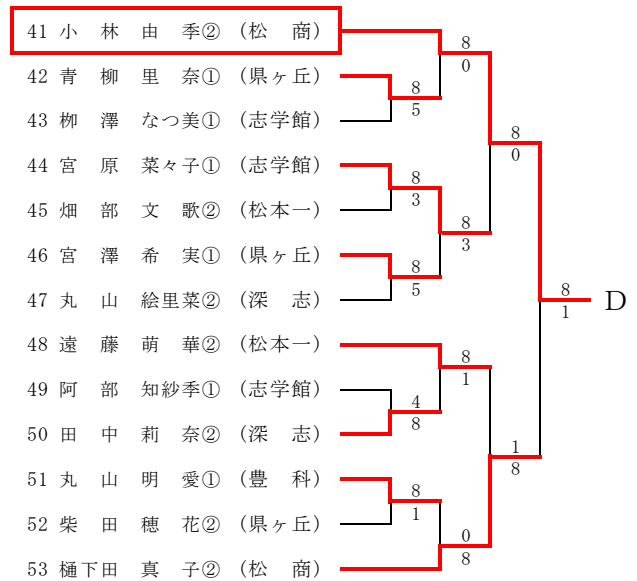 41 小 林 由 季② (松 商)
42 青 柳 里 奈① (県ヶ丘)
43 栁 澤 なつ美① (志学館)
44 宮 原 菜々子① (志学館)
45 畑 部 文 歌② (松本一)
46 宮 澤 希 実① (県ヶ丘)
47 丸 山 絵里菜② (深 志)
48 遠 藤 萌 華② (松本一)
49 阿 部 知紗季① (志学館)
50 田 中 莉 奈② (深 志)
51 丸 山 明 愛① (豊 科)
52 柴 田 穂 花② (県ヶ丘)
53 樋下田 真 子② (松 商)
8
5
8
3
8
5
4
8
8
1
8
0
8
3
8
1
0
8
8
0
1
8
8
1
D